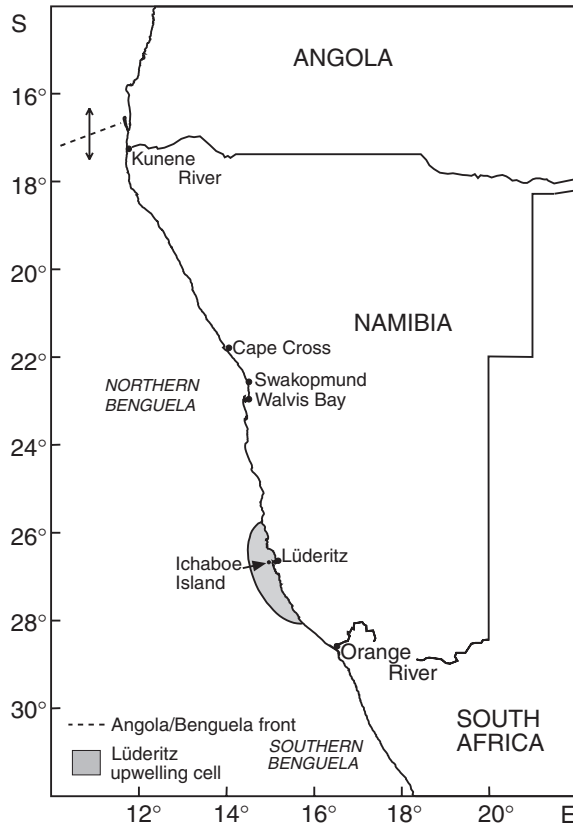 S
ANGOLA
16°
Kunene
River
18°
20°
NAMIBIA
Cape Cross
22°
NORTHERN
BENGUELA
Swakopmund
Walvis Bay
24°
26°
Ichaboe
Island
Lüderitz
28°
Orange
River
30°
Angola/Benguela front
Lüderitz
upwelling cell
SOUTHERN
BENGUELA
SOUTH
AFRICA
12° 14° 16° 18° 20° E